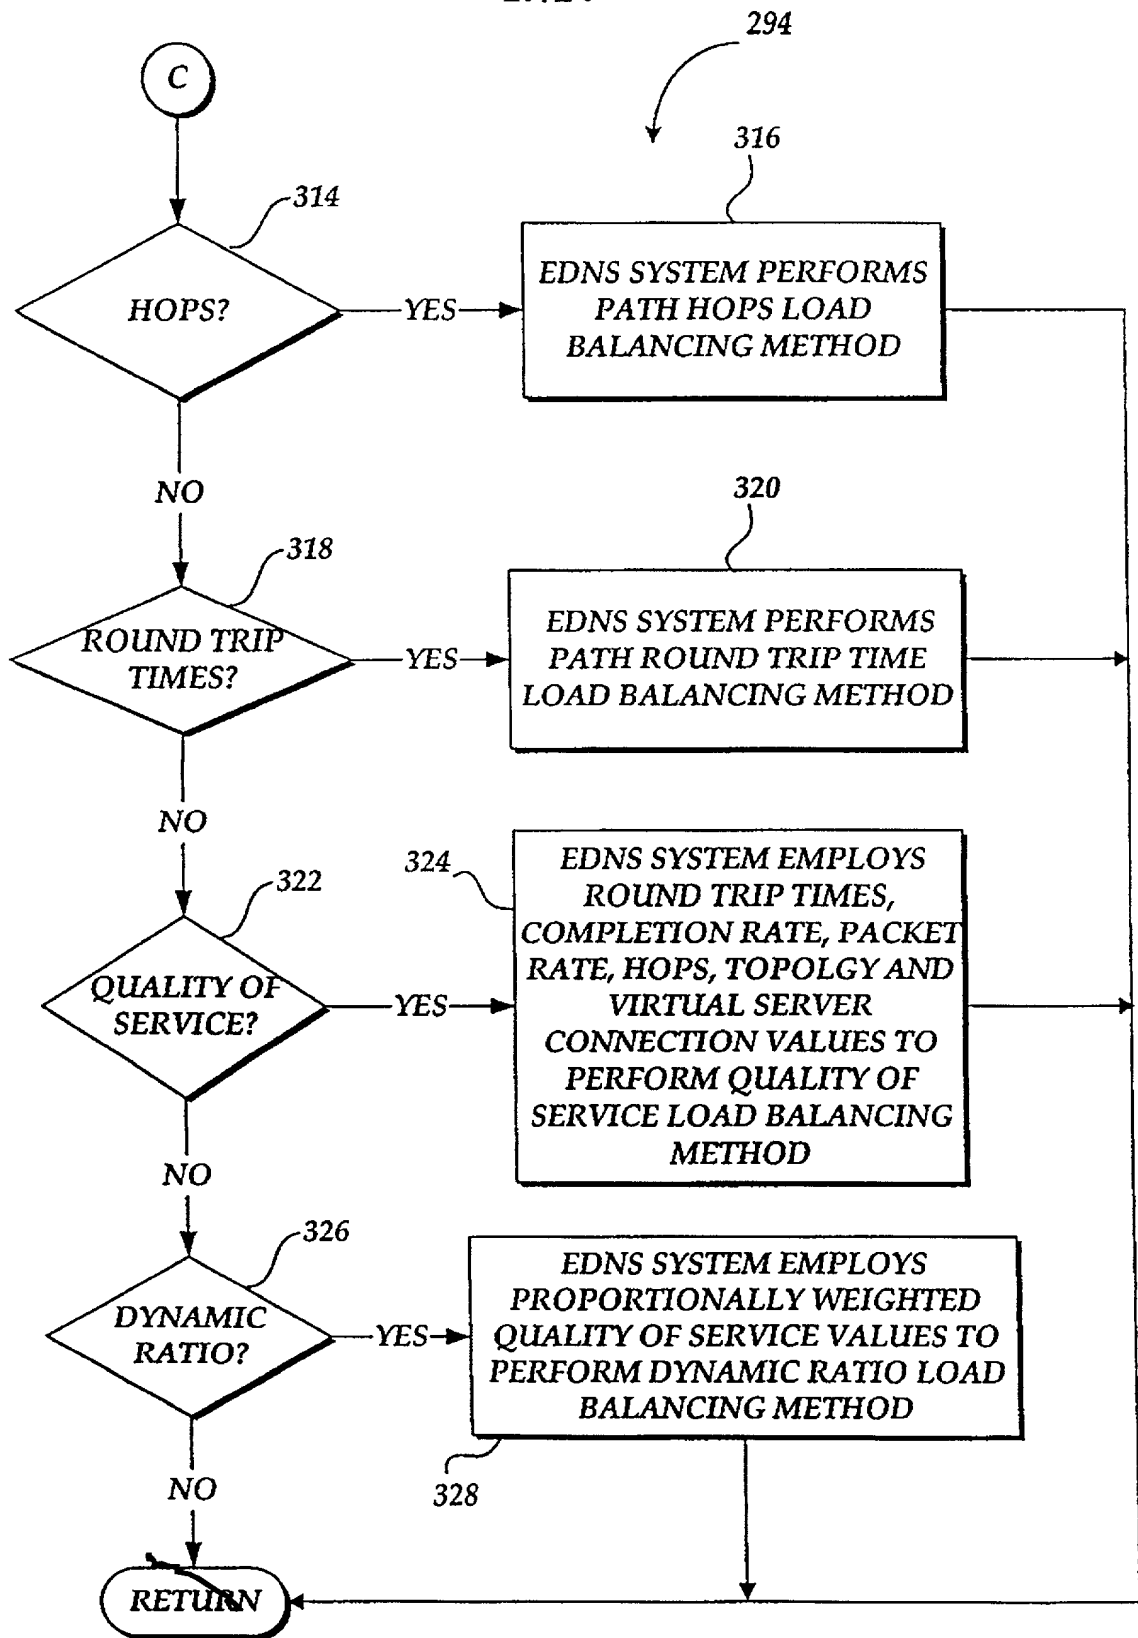 294
C
314
316
HOPS?
YES
EDNS SYSTEM PERFORMS
PATH HOPS LOAD
BALANCING METHOD
NO
318
320
ROUND TRIP
TIMES?
YES
EDNS SYSTEM PERFORMS
PATH ROUND TRIP TIME
LOAD BALANCING METHOD
NO
322
324
QUALITY OF
SERVICE?
YES
EDNS SYSTEM EMPLOYS
ROUND TRIP TIMES,
COMPLETION RATE, PACKET
RATE, HOPS, TOPOLGY AND
VIRTUAL SERVER
CONNECTION VALUES TO
PERFORM QUALITY OF
SERVICE LOAD BALANCING
METHOD
NO
326
DYNAMIC
RATIO?
YES
EDNS SYSTEM EMPLOYS
PROPORTIONALLY WEIGHTED
QUALITY OF SERVICE VALUES TO
PERFORM DYNAMIC RATIO LOAD
BALANCING METHOD
328
NO
RETURN